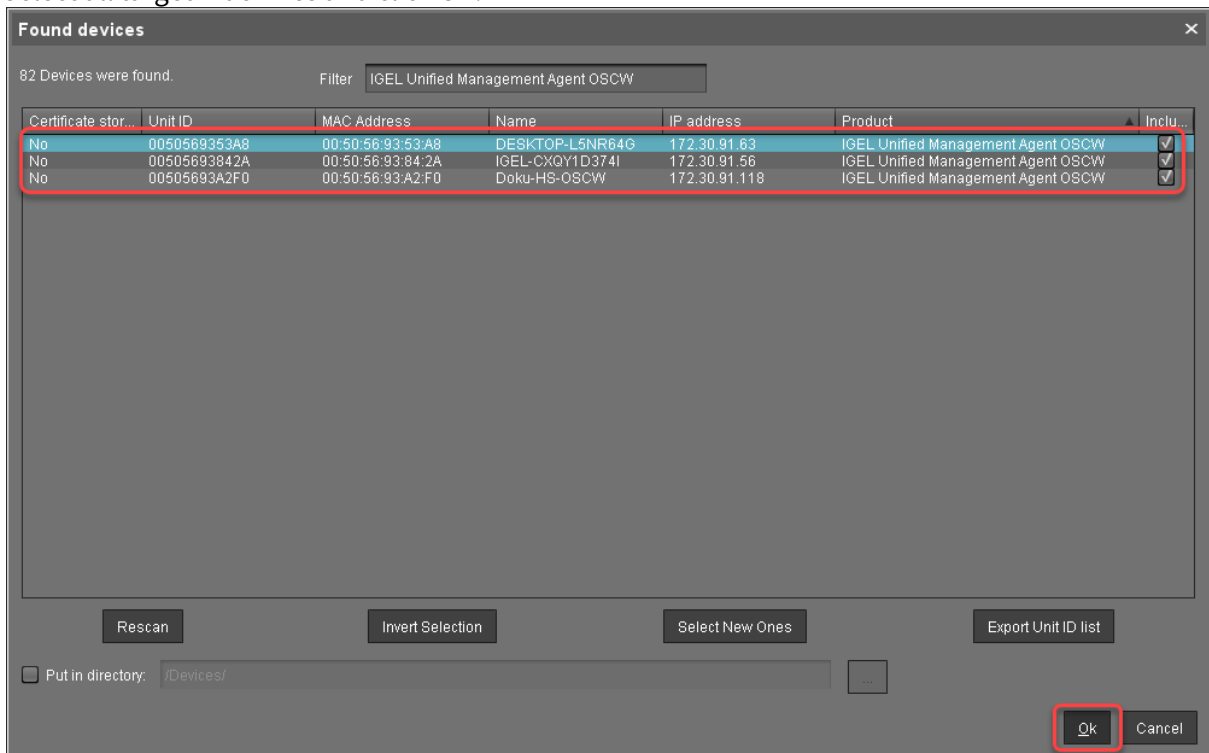 Found devices
82 Devices were found. Filter IGEL Unified Management Agent OSCW
Certificate stor... Unit ID MAC Address Name IP address Product Inclu...
No 0050569353A8 00:50:56:93:53:A8 DESKTOP-L5NR64G 172.30.91.63 IGEL Unified Management Agent OSCW
No 00505693842A 00:50:56:93:84:2A IGEL-CXQY1D374I 172.30.91.56 IGEL Unified Management Agent OSCW
No 00505693A2F0 00:50:56:93:A2:F0 Doku-HS-OSCW 172.30.91.118 IGEL Unified Management Agent OSCW
Rescan Invert Selection Select New Ones Export Unit ID list
Put in directory: /Devices/ ...
Ok Cancel